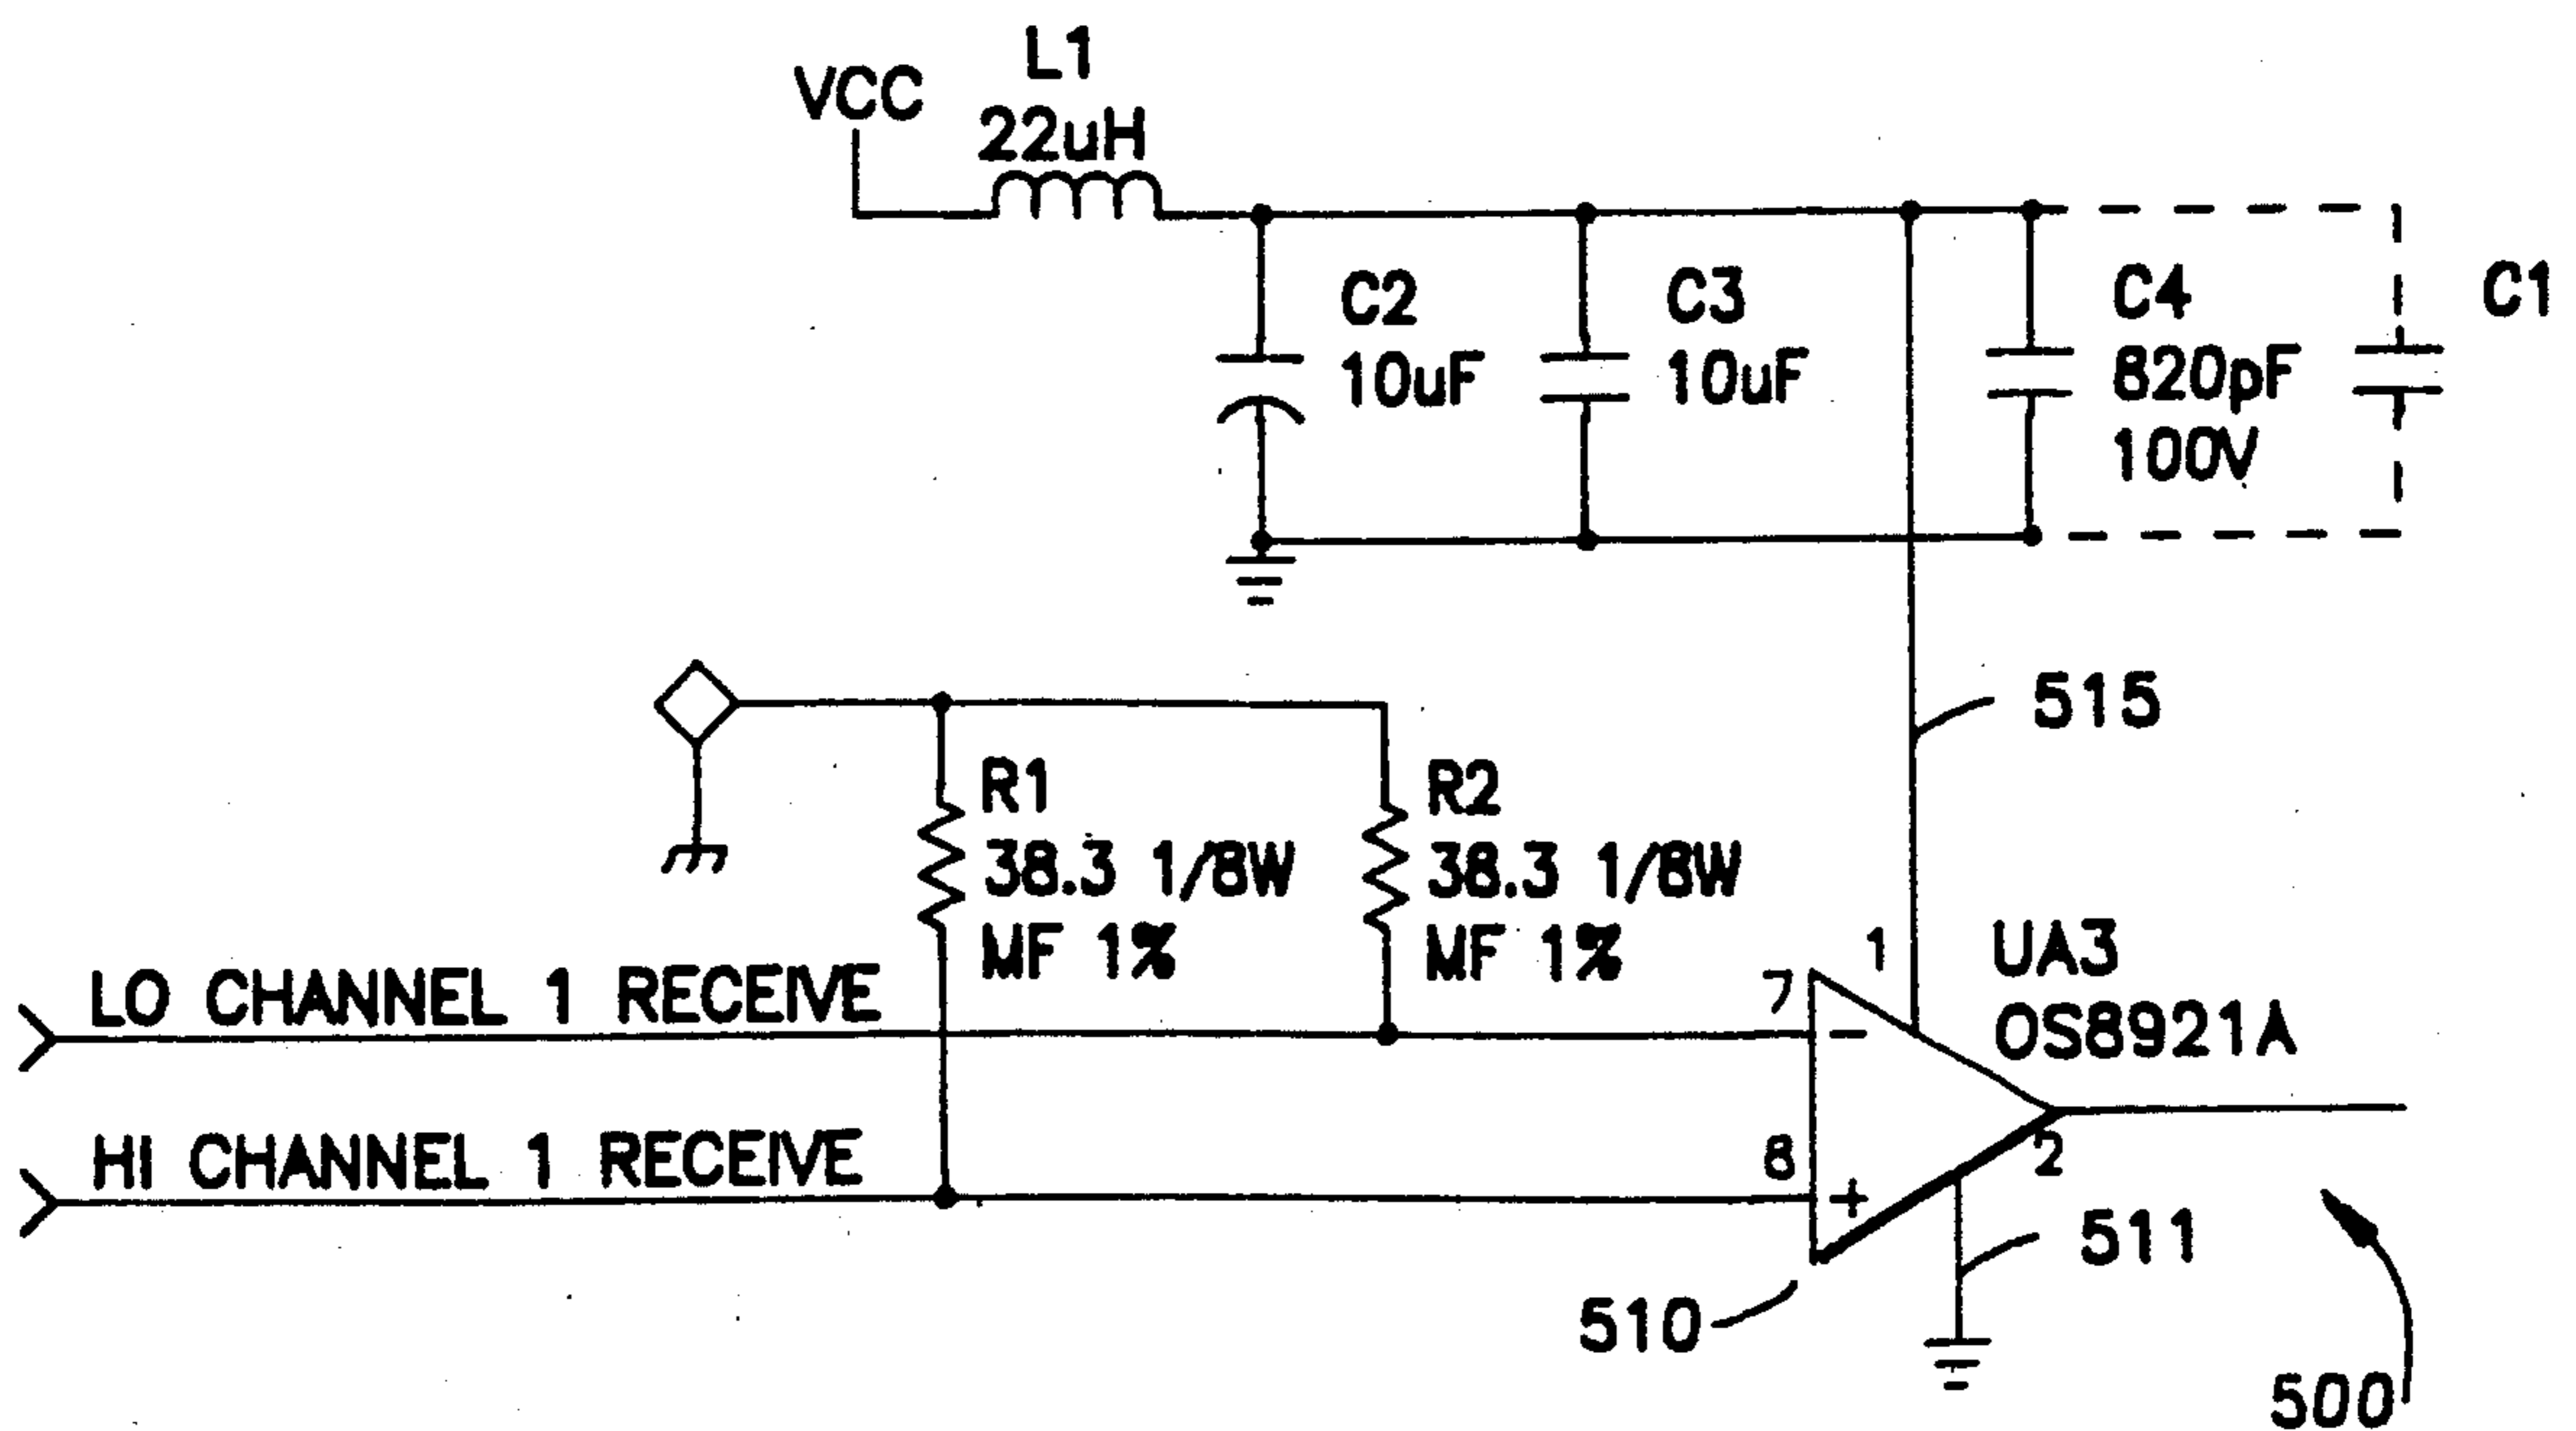 L1
VCC
22uH
C2
10uF
C3
10uF
C4
820pF
100V
C1
515
R1
38.3 1/8W
MF 1%
R2
38.3 1/8W
MF 1%
LO CHANNEL 1 RECEIVE
7
1
UA3
OS8921A
-
HI CHANNEL 1 RECEIVE
8
+
2
511
510
500